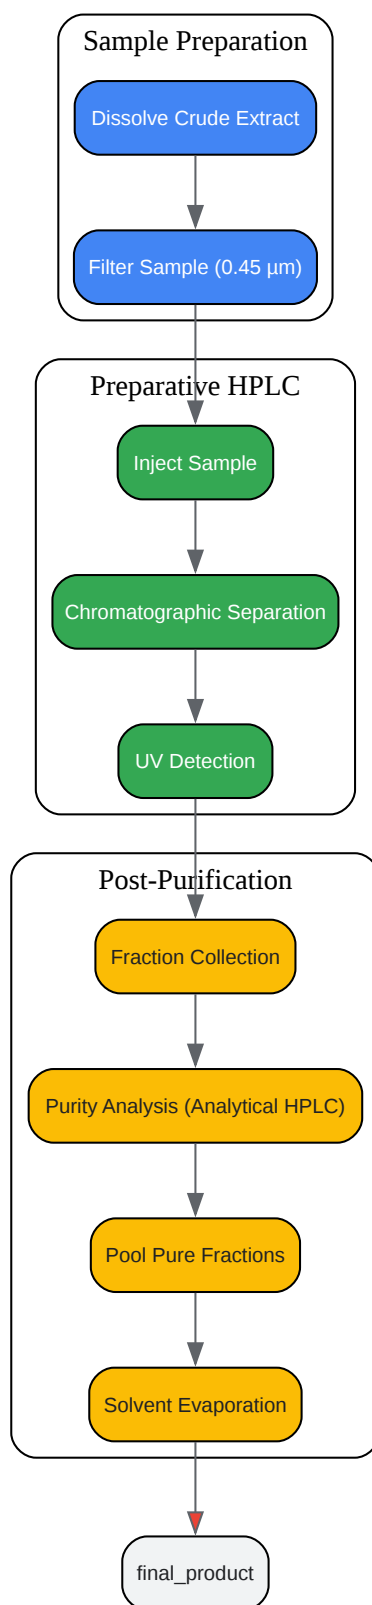 Sample Preparation
Dissolve Crude Extract
Filter Sample (0.45 µm)
Preparative HPLC
Inject Sample
Chromatographic Separation
UV Detection
Post-Purification
Fraction Collection
Purity Analysis (Analytical HPLC)
Pool Pure Fractions
Solvent Evaporation
final_product